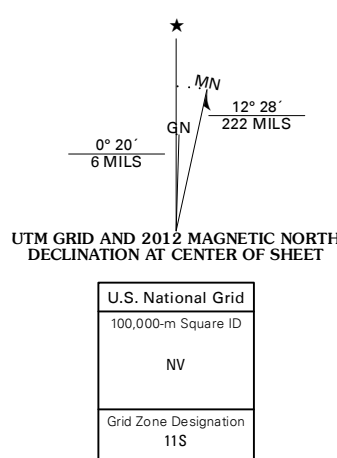 ★
MN
GN
12° 28´
222 MILS
0° 20´
6 MILS
UTM GRID AND 2012 MAGNETIC NORTH
DECLINATION AT CENTER OF SHEET
U.S. National Grid
100,000-m Square ID
NV
Grid Zone Designation
11S